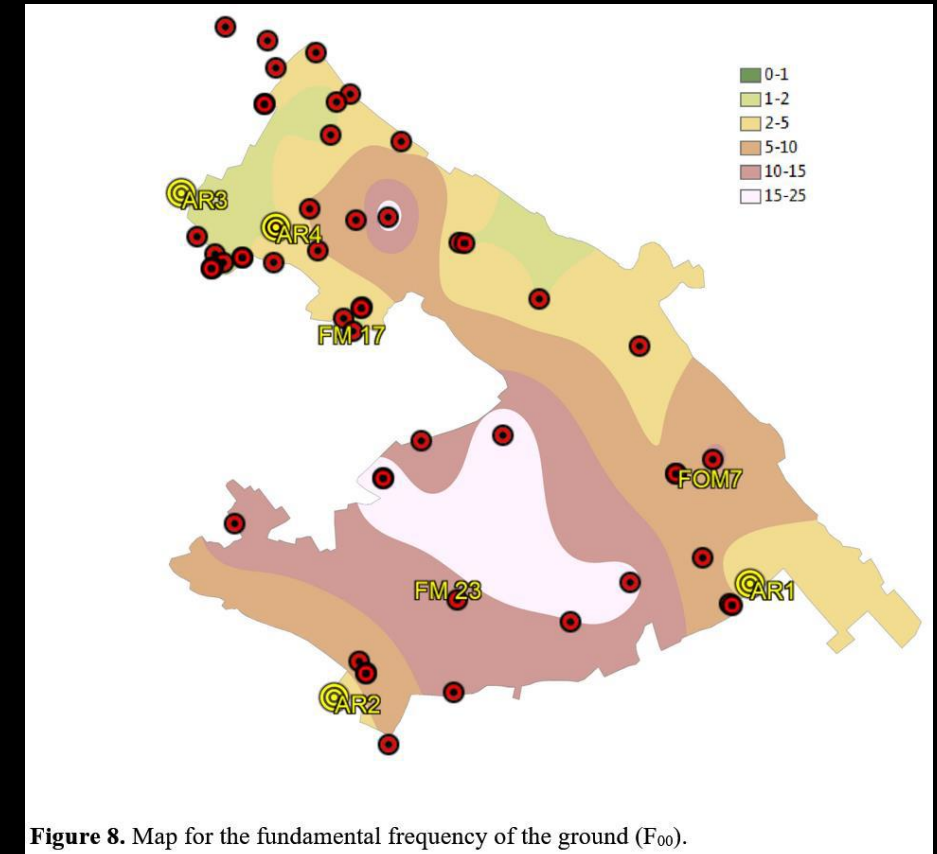 0-1
1-2
2-5
5-10
10-15
15-25
AR3
AR4
FM 17
FOM7
FM 23
AR1
AR2
Figure 8. Map for the fundamental frequency of the ground (F₀₀).